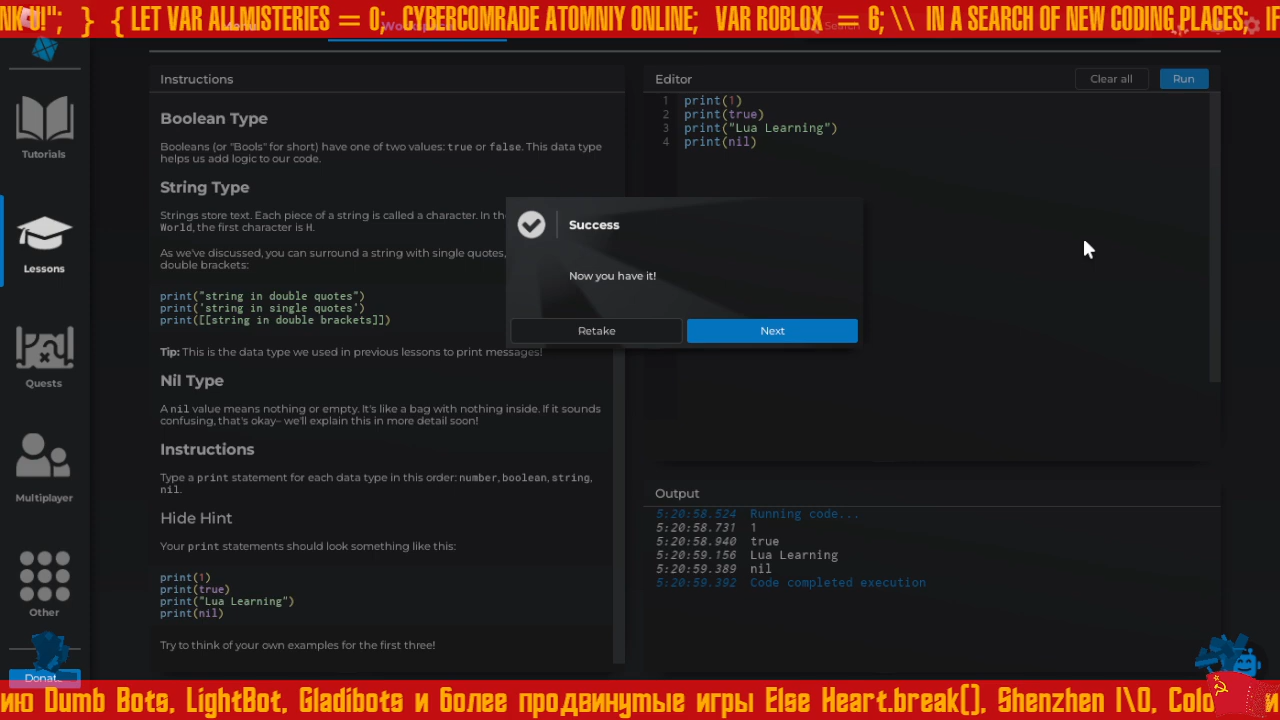 NK U!"; } { LET VAR ALLMISTERIES = 0; CYBERCOMRADE ATOMNIY ONLINE; VAR ROBLOX = 6; \\ IN A SEARCH OF NEW CODING PLACES; IF
Tutorials
Lessons
Quests
Multiplayer
Other
Donat..
Instructions
Boolean Type
Booleans (or "Bools" for short) have one of two values: true or false. This data type
helps us add logic to our code.
String Type
Strings store text. Each piece of a string is called a character. In the
World, the first character is H.
As we've discussed, you can surround a string with single quotes,
double brackets:
print("string in double quotes")
print('string in single quotes')
print([[string in double brackets]])
Tip: This is the data type we used in previous lessons to print messages!
Nil Type
A nil value means nothing or empty. It's like a bag with nothing inside. If it sounds
confusing, that's okay– we'll explain this in more detail soon!
Instructions
Type a print statement for each data type in this order: number, boolean, string,
nil.
Hide Hint
Your print statements should look something like this:
print(1)
print(true)
print("Lua Learning")
print(nil)
Try to think of your own examples for the first three!
Editor
Clear all
Run
1 print(1)
2 print(true)
3 print("Lua Learning")
4 print(nil)
Success
Now you have it!
Retake
Next
Output
5:20:58.524 Running code...
5:20:58.731 1
5:20:58.940 true
5:20:59.156 Lua Learning
5:20:59.389 nil
5:20:59.392 Code completed execution
ию Dumb Bots, LightBot, Gladibots и более продвинутые игры Else Heart.break(), Shenzhen I\O, Colo